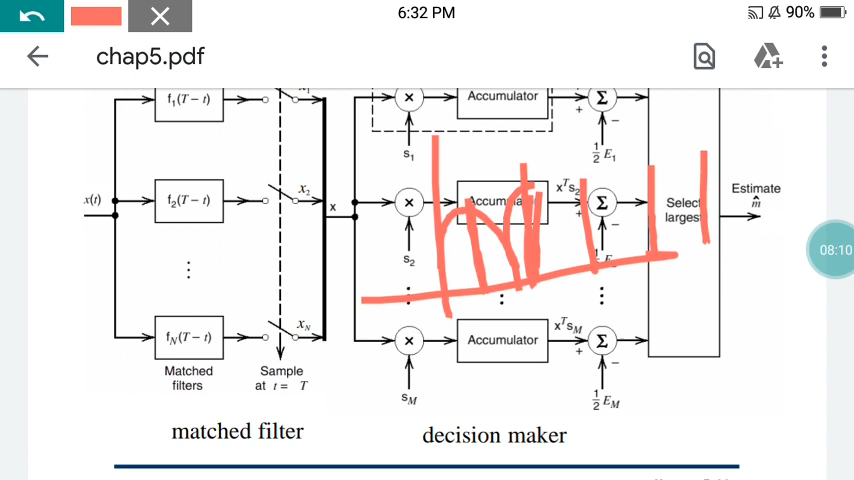 6:32 PM
90%
chap5.pdf
f1(T − t)
Accumulator
Σ
+
−
s1
½ E1
x(t)
f2(T − t)
x2
x
×
xTs2
Σ
+
−
Select largest
Estimate
m̂
s2
08:10
fN(T − t)
xN
×
Accumulator
xTsM
Σ
+
−
Matched filters
Sample at t = T
sM
½ EM
matched filter
decision maker